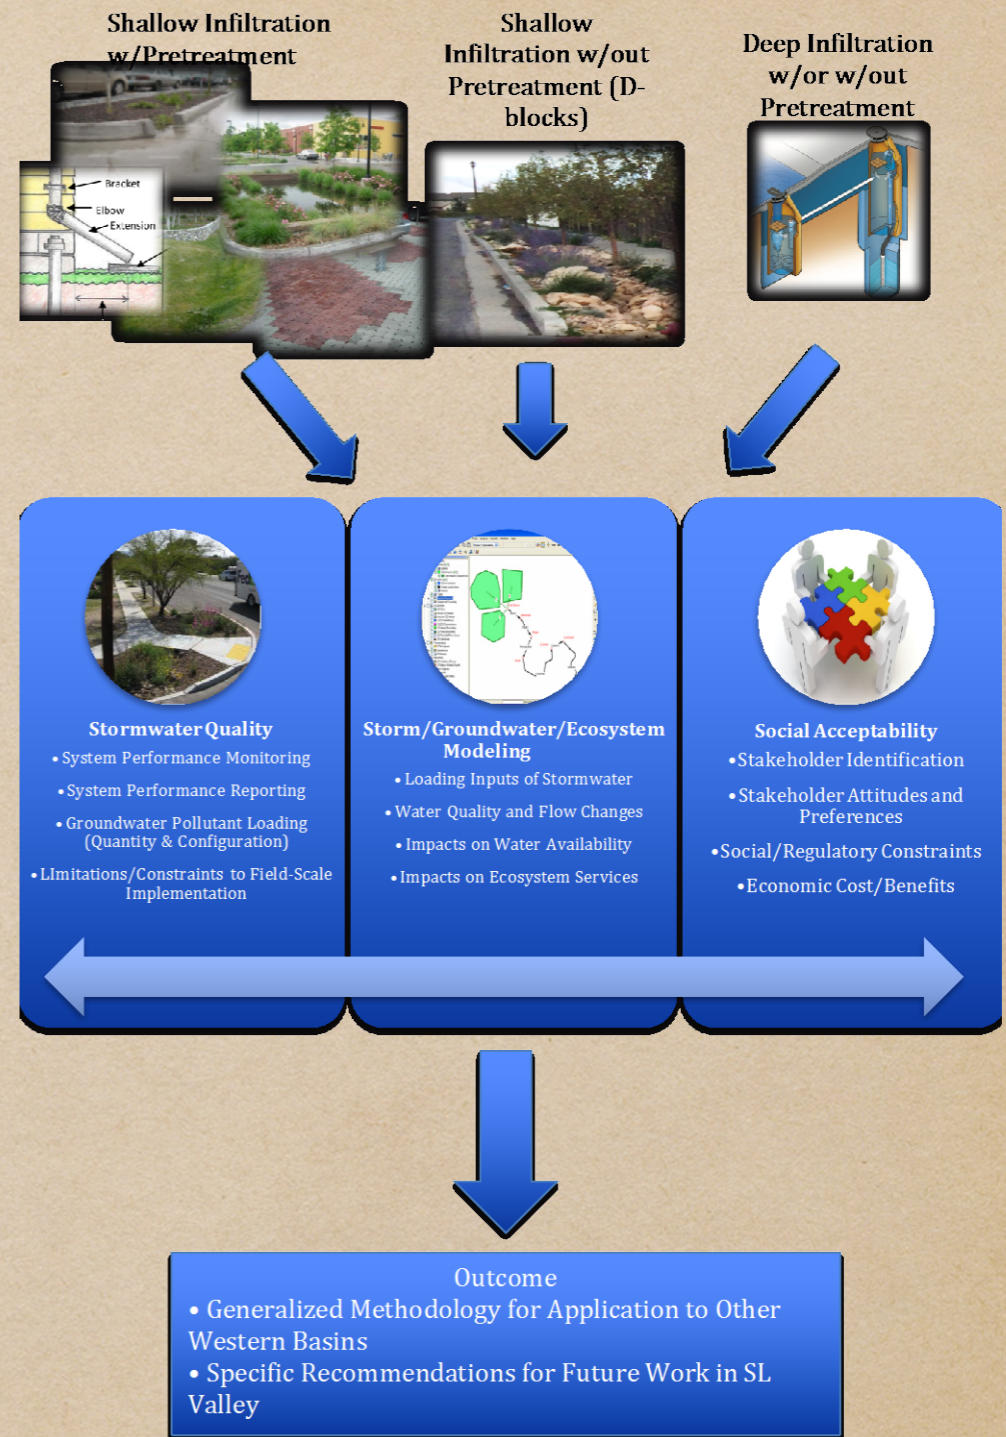 Shallow Infiltration
w/Pretreatment
Shallow
Infiltration w/out
Pretreatment (D-
blocks)
Deep Infiltration
w/or w/out
Pretreatment
Bracket
Elbow
Extension
Stormwater Quality
• System Performance Monitoring
• System Performance Reporting
• Groundwater Pollutant Loading
(Quantity & Configuration)
• LImitations/Constraints to Field-Scale
Implementation
Storm/Groundwater/Ecosystem
Modeling
• Loading Inputs of Stormwater
• Water Quality and Flow Changes
• Impacts on Water Availability
• Impacts on Ecosystem Services
Social Acceptability
• Stakeholder Identification
• Stakeholder Attitudes and
Preferences
• Social/Regulatory Constraints
• Economic Cost/Benefits
Outcome
• Generalized Methodology for Application to Other
Western Basins
• Specific Recommendations for Future Work in SL
Valley